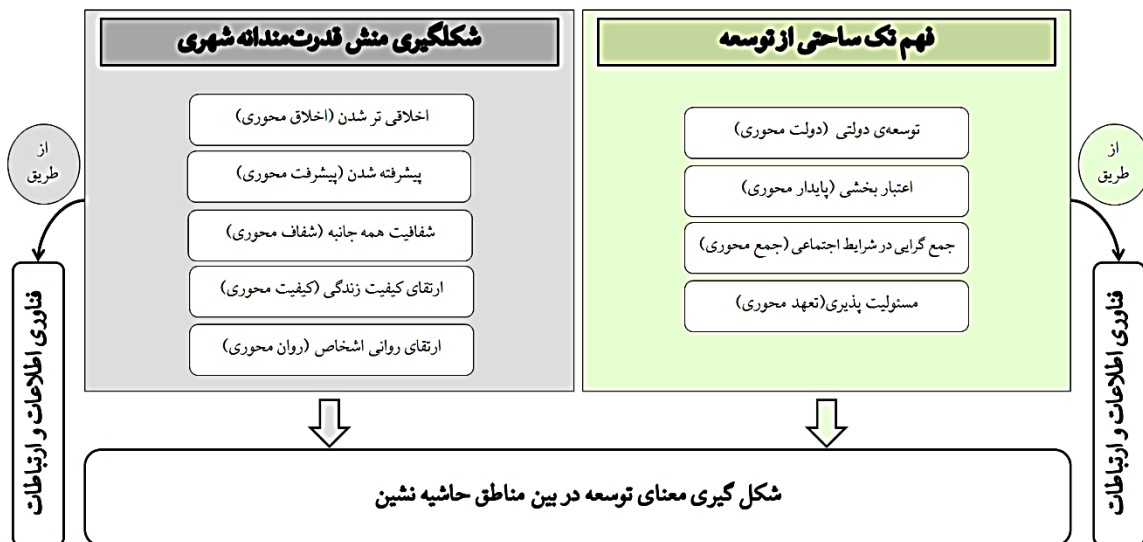 فهم تک ساحتی از توسعه
توسعه‌ی دولتی (دولت محوری)
اعتبار بخشی (پایدار محوری)
جمع گرایی در شرایط اجتماعی (جمع محوری)
مسئولیت پذیری(تعهد محوری)
از
طریق
فناوری اطلاعات و ارتباطات
شکلگیری منش قدرت‌مندانه شهری
اخلاقی تر شدن (اخلاق محوری)
پیشرفته شدن (پیشرفت محوری)
شفافیت همه جانبه (شفاف محوری)
ارتقای کیفیت زندگی (کیفیت محوری)
ارتقای روانی اشخاص (روان محوری)
از
طریق
فناوری اطلاعات و ارتباطات
شکل گیری معنای توسعه در بین مناطق حاشیه نشین